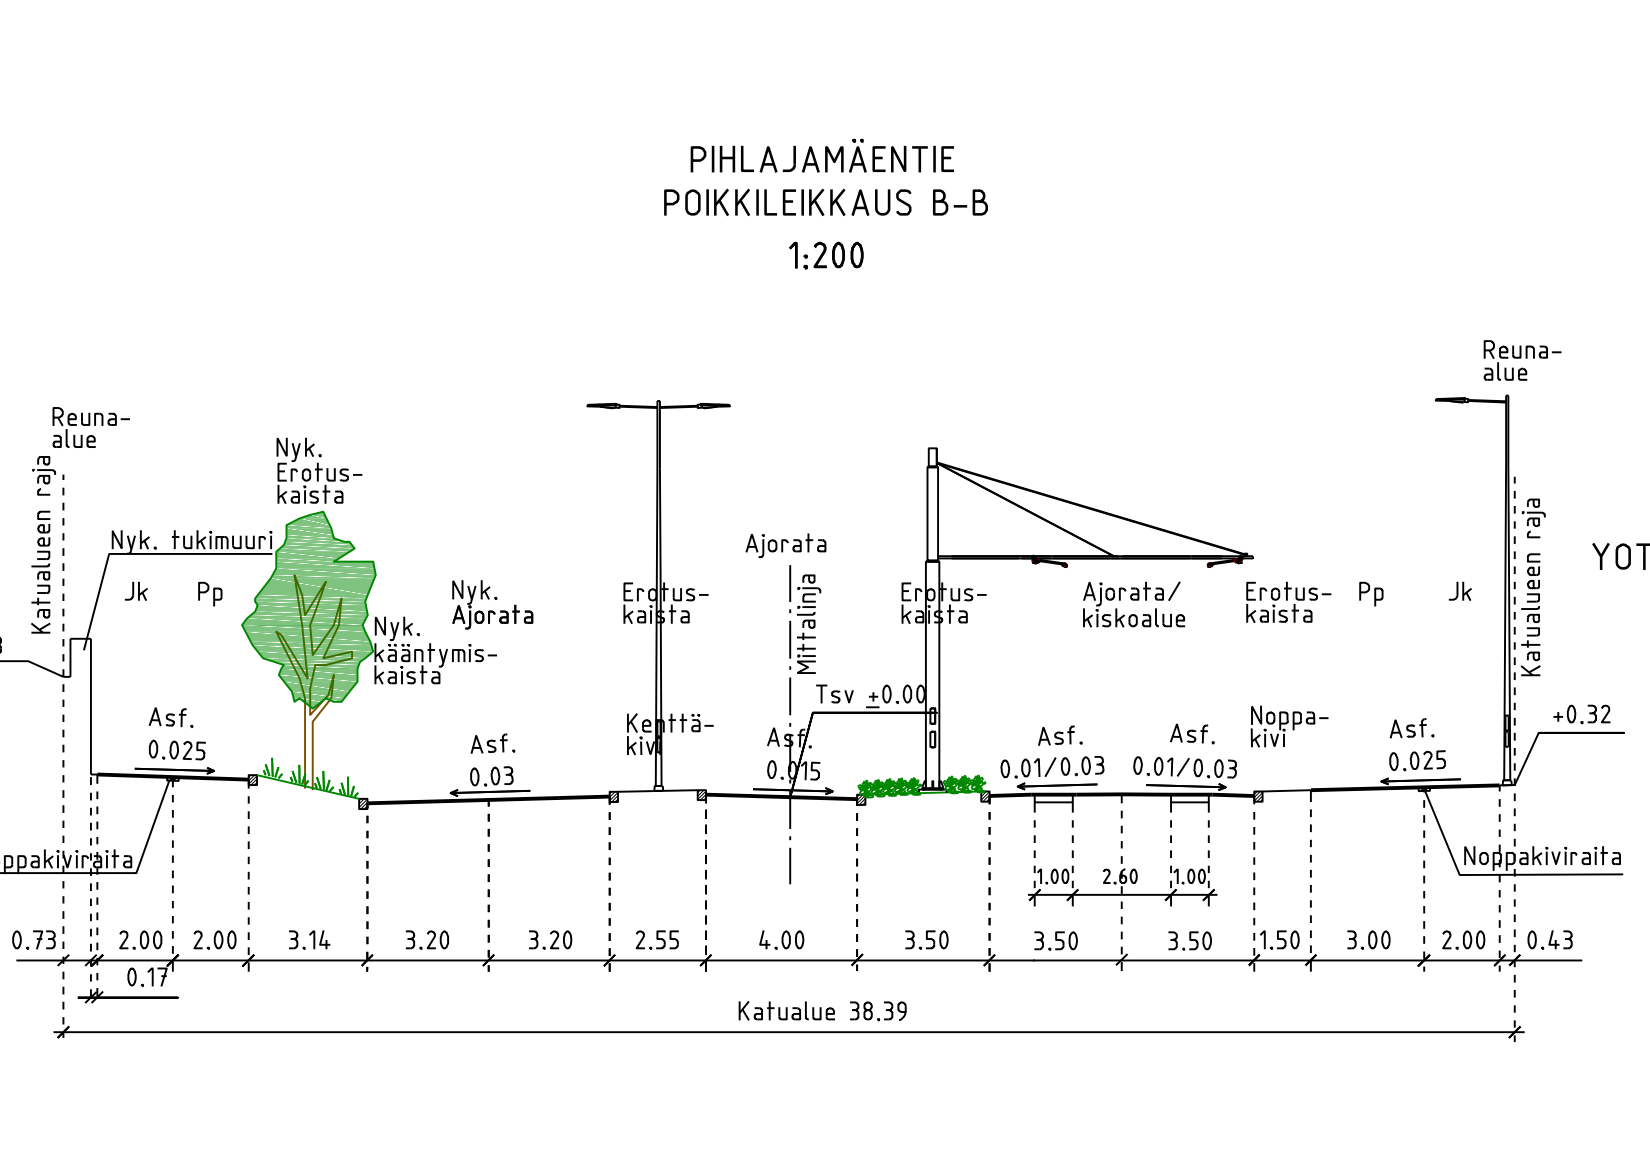 PIHLAJAMÄENTIE
POIKKILEIKKAUS B-B
1:200
Reuna-
alue
Katualueen raja
Nyk. tukimuuri
Jk
Pp
Nyk.
Erotus-
kaista
Nyk.
Ajorata
Nyk.
kääntymis-
kaista
Erotus-
kaista
Ajorata
Mittalinja
Erotus-
kaista
Ajorata/
kiskoalue
Erotus-
kaista
Pp
Jk
Reuna-
alue
Katualueen raja
Asf.
0.025
Asf.
0.03
Kenttä-
kivi
Asf.
0.015
Tsv ±0.00
Asf.
0.01/0.03
Asf.
0.01/0.03
Noppa-
kivi
Asf.
0.025
+0.32
Noppakiviraita
1.00
2.60
1.00
0.73
2.00
2.00
3.14
3.20
3.20
2.55
4.00
3.50
3.50
3.50
1.50
3.00
2.00
0.43
0.17
Katualue 38.39